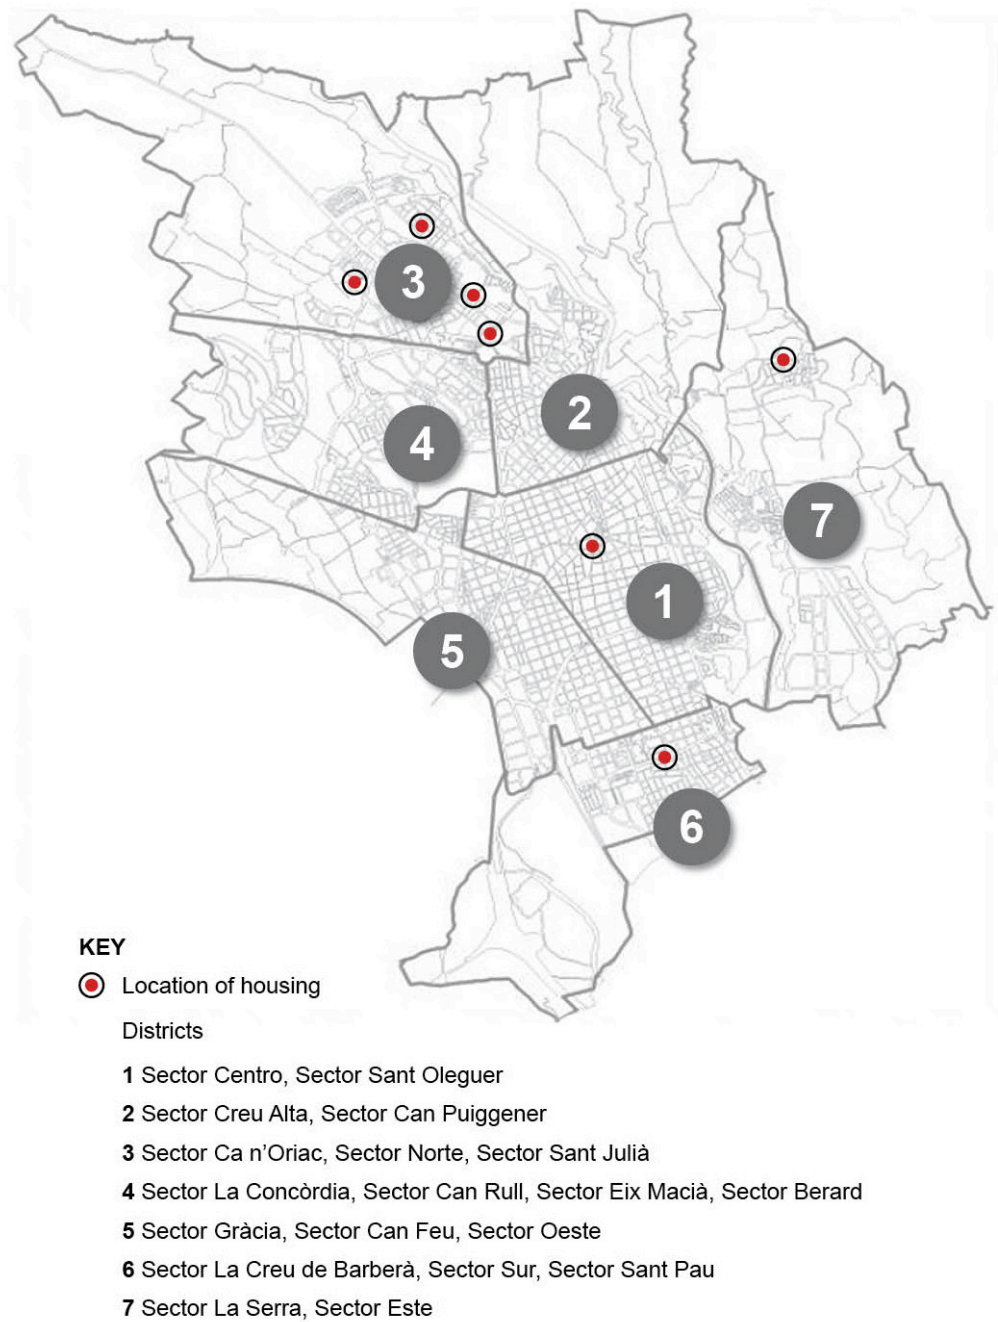 3
2
4
7
1
5
6
KEY
Location of housing
Districts
1 Sector Centro, Sector Sant Oleguer
2 Sector Creu Alta, Sector Can Puiggener
3 Sector Ca n’Oriac, Sector Norte, Sector Sant Julià
4 Sector La Concòrdia, Sector Can Rull, Sector Eix Macià, Sector Berard
5 Sector Gràcia, Sector Can Feu, Sector Oeste
6 Sector La Creu de Barberà, Sector Sur, Sector Sant Pau
7 Sector La Serra, Sector Este